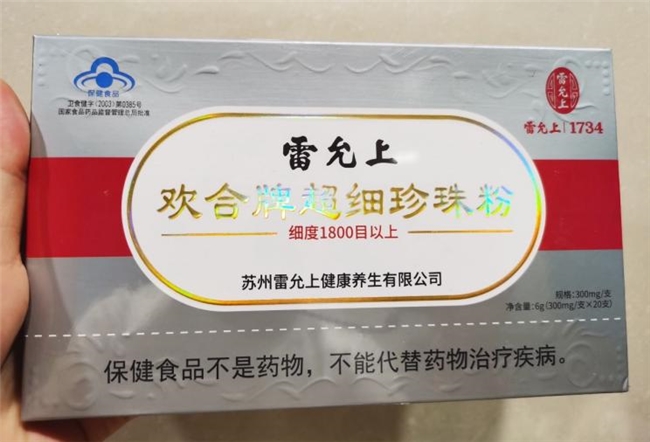 保健食品
卫食健字(2003)第0385号
国家食品药品监督管理总局批准
雷允上
雷允上 1734
雷允上
欢合牌超细珍珠粉
细度1800目以上
苏州雷允上健康养生有限公司
规格:300mg/支
净含量:6g(300mg/支×20支)
保健食品不是药物,不能代替药物治疗疾病。